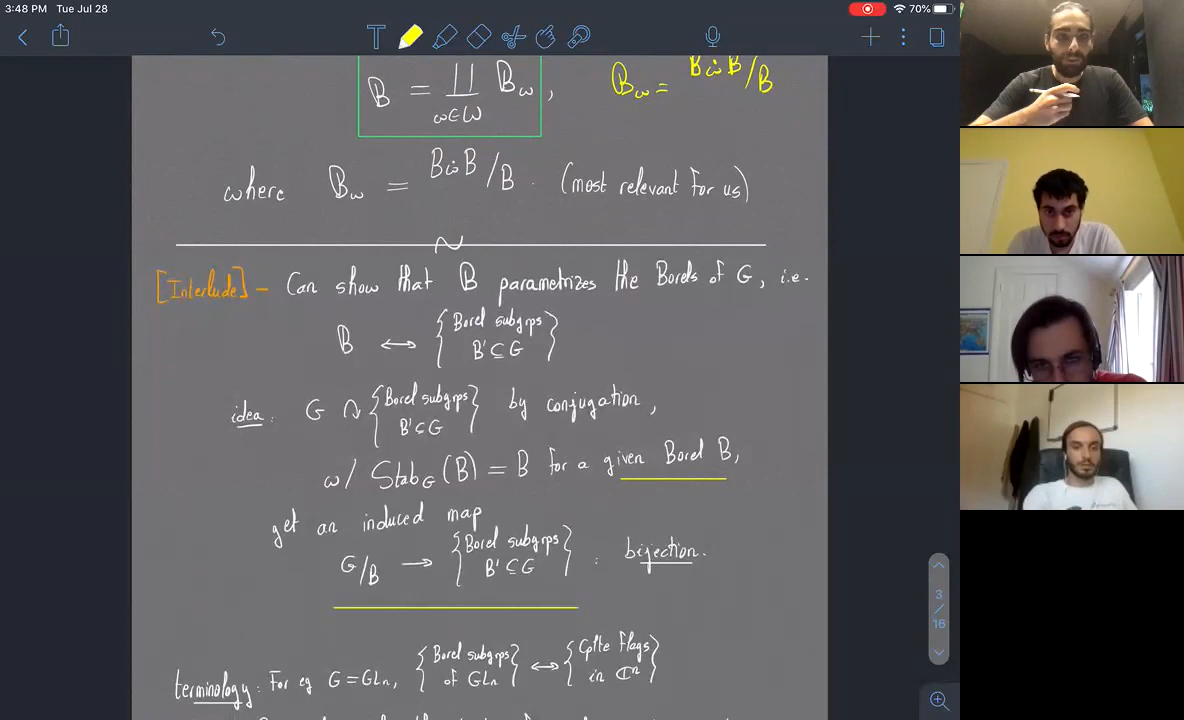 3:48 PM Tue Jul 28
70%
𝔅 = ∐ 𝔅_w , 𝔅_w = BẇB/B
w∈W
where 𝔅_w = BẇB/B . (most relevant for us)
[Interlude] - Can show that 𝔅 parametrizes the Borels of G, i.e.
𝔅 ↔ { Borel subgrps B' ⊆ G }
idea: G ↷ { Borel subgrps B' ⊆ G } by conjugation,
w/ Stab_G(B) = B for a given Borel B,
get an induced map
G/B → { Borel subgrps B' ⊆ G } : bijection.
3
/
16
terminology: For eg G = GLn, { Borel subgrps of GLn } ↔ { Cplte Flags in ℂⁿ }